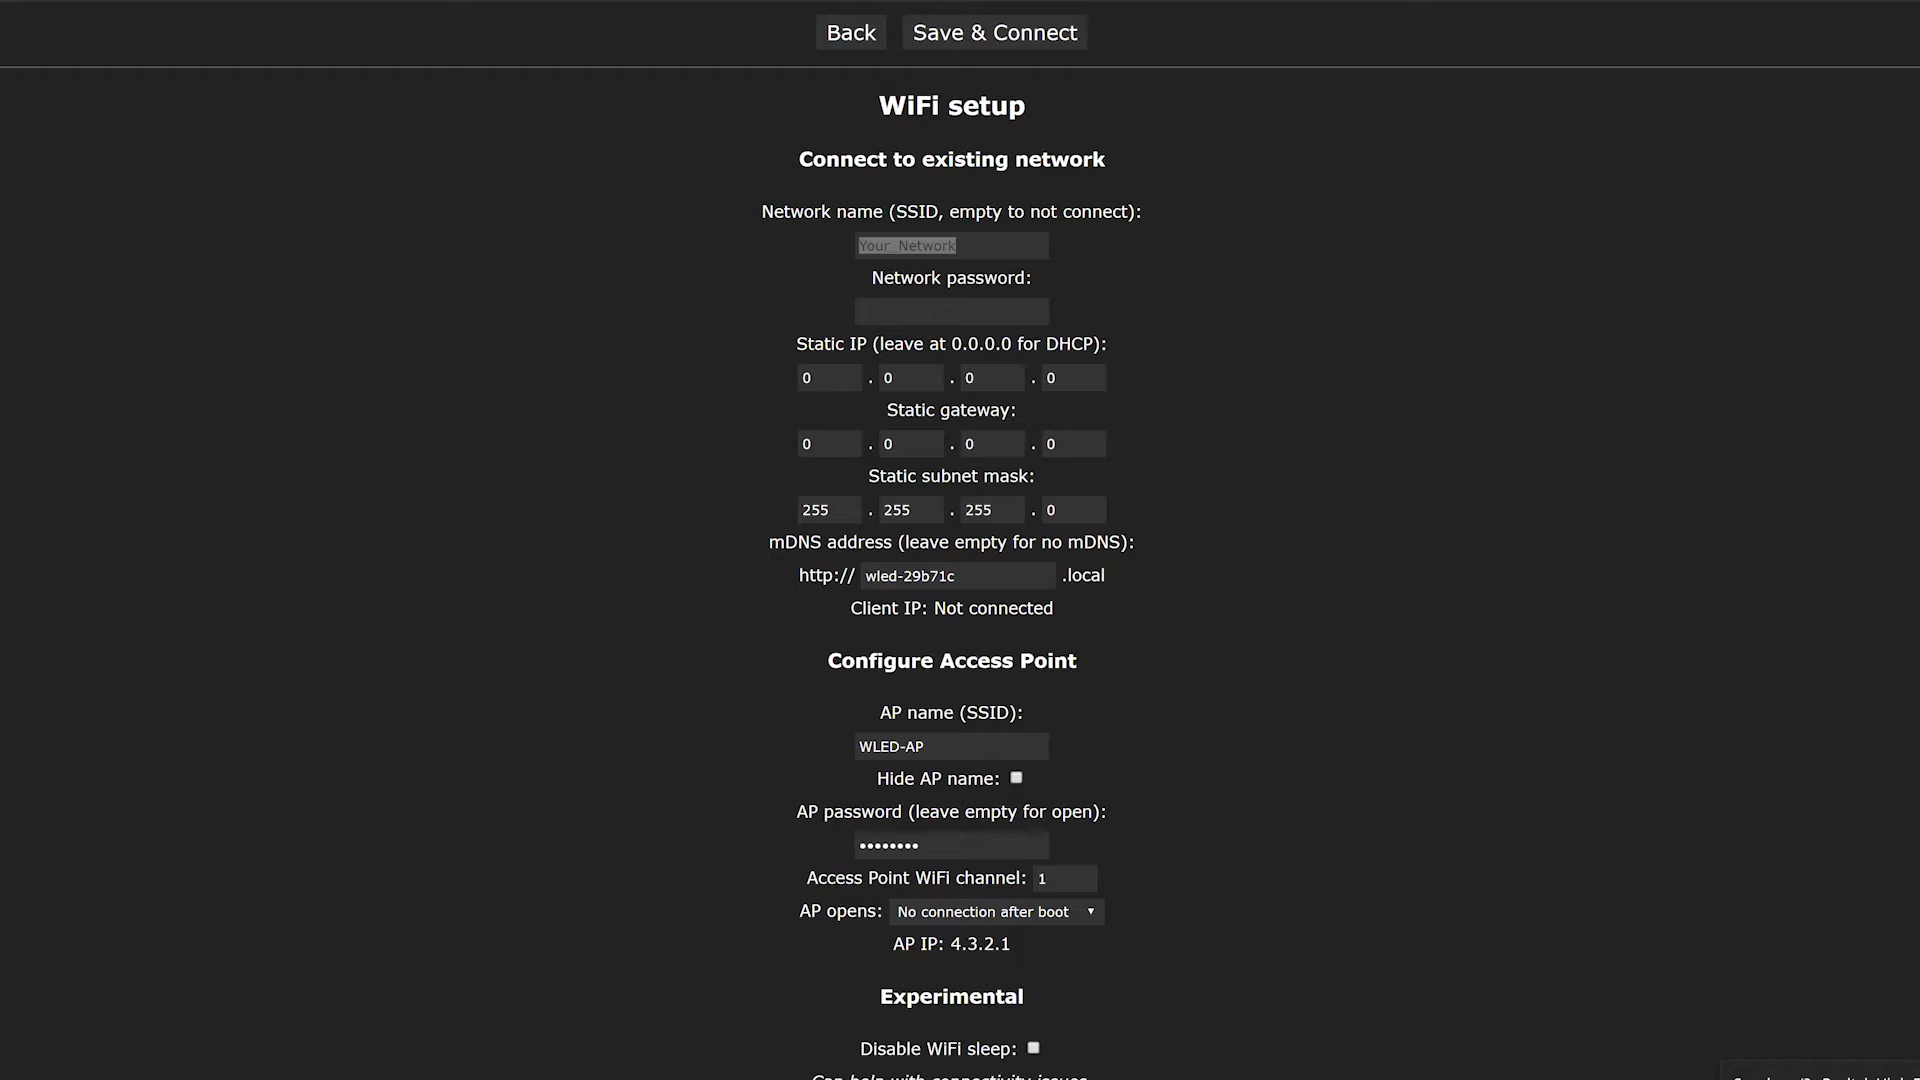 Back Save & Connect
WiFi setup
Connect to existing network
Network name (SSID, empty to not connect):
Your_Network
Network password:
Static IP (leave at 0.0.0.0 for DHCP):
0 . 0 . 0 . 0
Static gateway:
0 . 0 . 0 . 0
Static subnet mask:
255 . 255 . 255 . 0
mDNS address (leave empty for no mDNS):
http:// wled-29b71c .local
Client IP: Not connected
Configure Access Point
AP name (SSID):
WLED-AP
Hide AP name:
AP password (leave empty for open):
••••••••
Access Point WiFi channel: 1
AP opens: No connection after boot
AP IP: 4.3.2.1
Experimental
Disable WiFi sleep:
Can help with connectivity issues